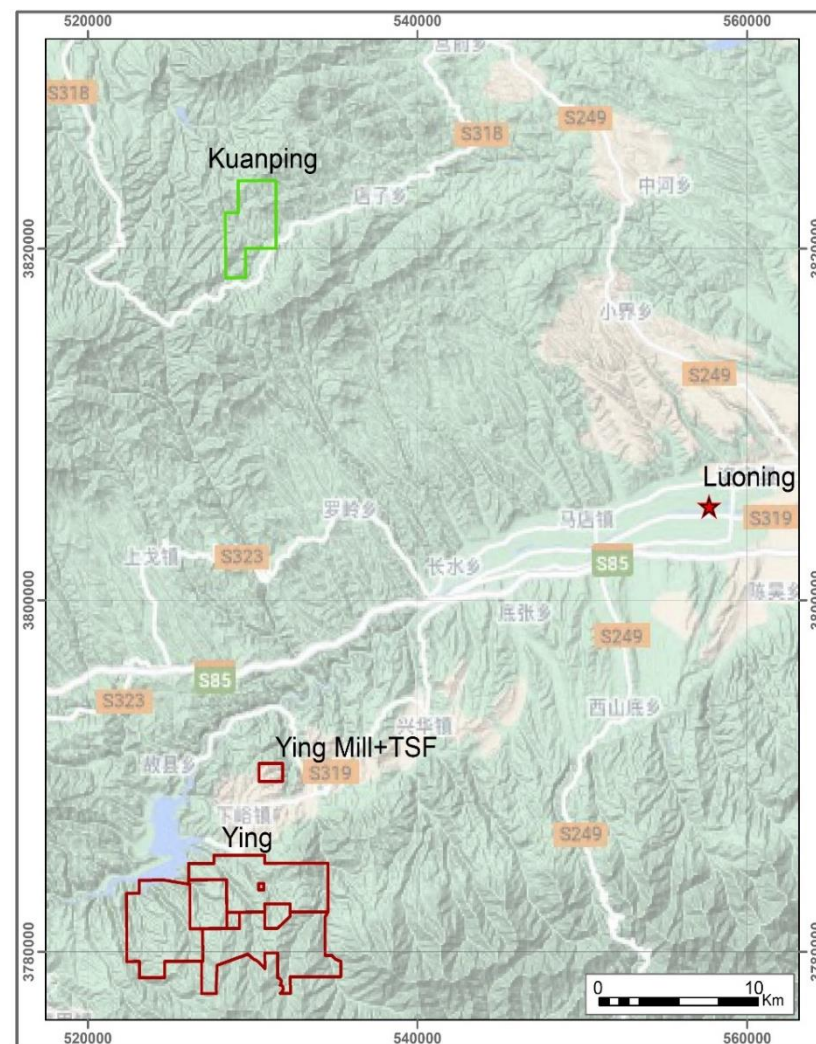 520000
540000
560000
宫前乡
S318
S249
S318
Kuanping
店子乡
中河乡
3820000
3820000
小界乡
S249
Luoning
罗岭乡
马店镇
S319
上戈镇
S323
长水乡
S85
陈吴乡
3800000
3800000
底张乡
S249
S85
S323
兴华镇
西山底乡
Ying Mill+TSF
故县乡
S319
下峪镇
Ying
S249
3780000
3780000
0
10
Km
520000
540000
560000